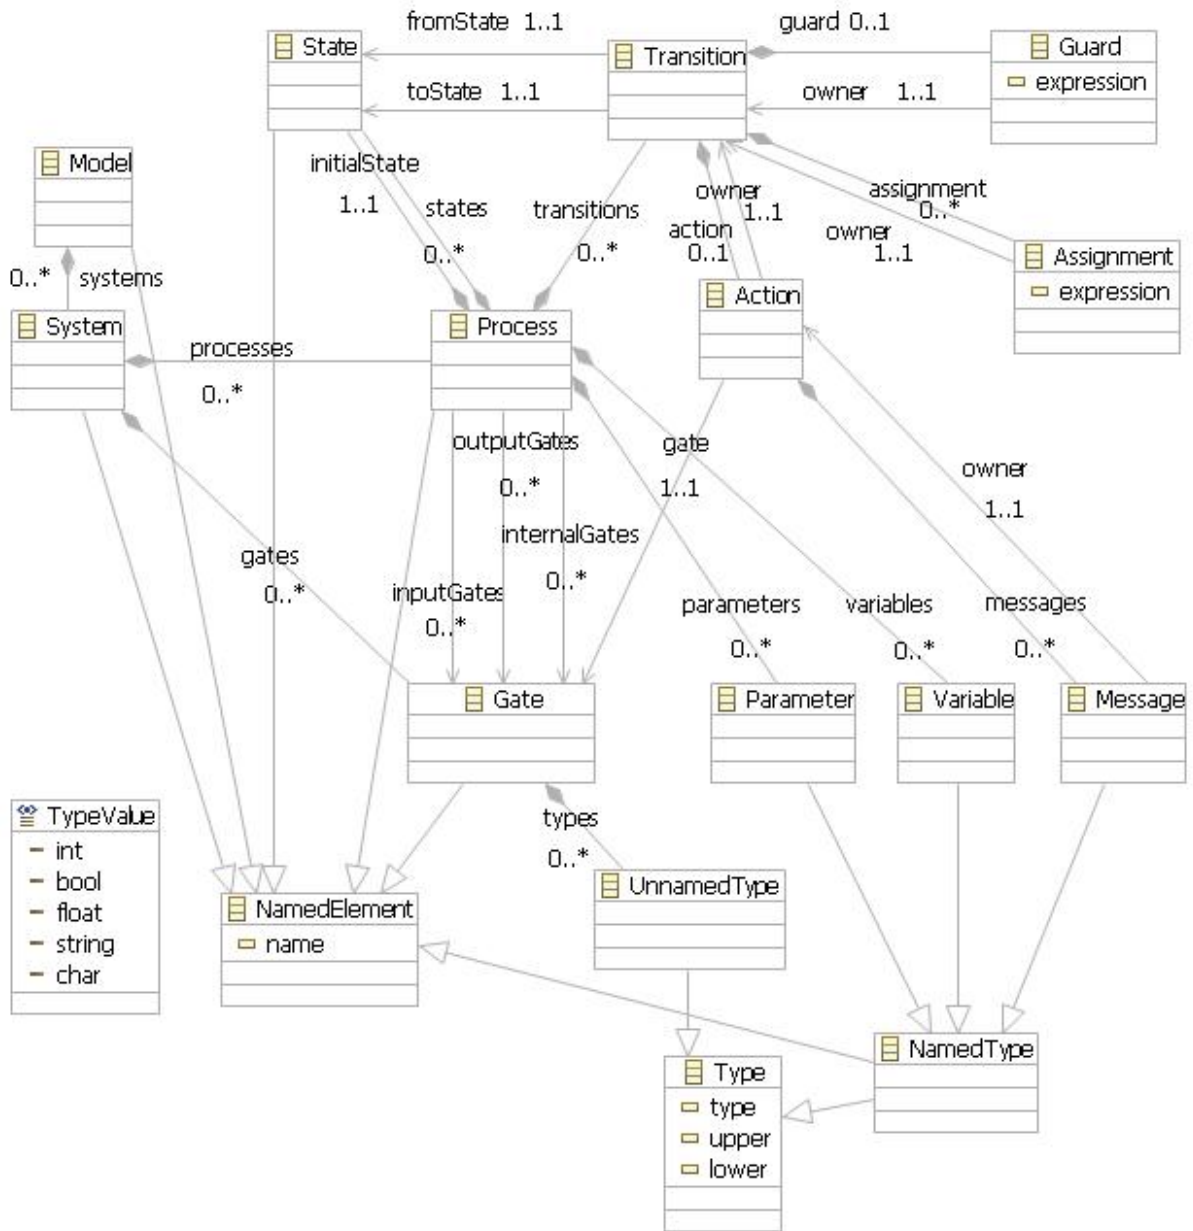 fromState 1..1
guard 0..1
State
Transition
Guard
expression
toState 1..1
owner 1..1
Model
initialState
1..1
states
0..*
transitions
0..*
owner
1..1
action
0..1
assignment
0..*
owner
1..1
Assignment
expression
0..*
systems
System
Process
Action
processes
0..*
outputGates
0..*
gate
1..1
owner
1..1
internalGates
0..*
gates
0..*
inputGates
0..*
parameters
0..*
variables
0..*
messages
0..*
Gate
Parameter
Variable
Message
TypeValue
int
bool
float
string
char
types
0..*
NamedElement
name
UnnamedType
NamedType
Type
type
upper
lower